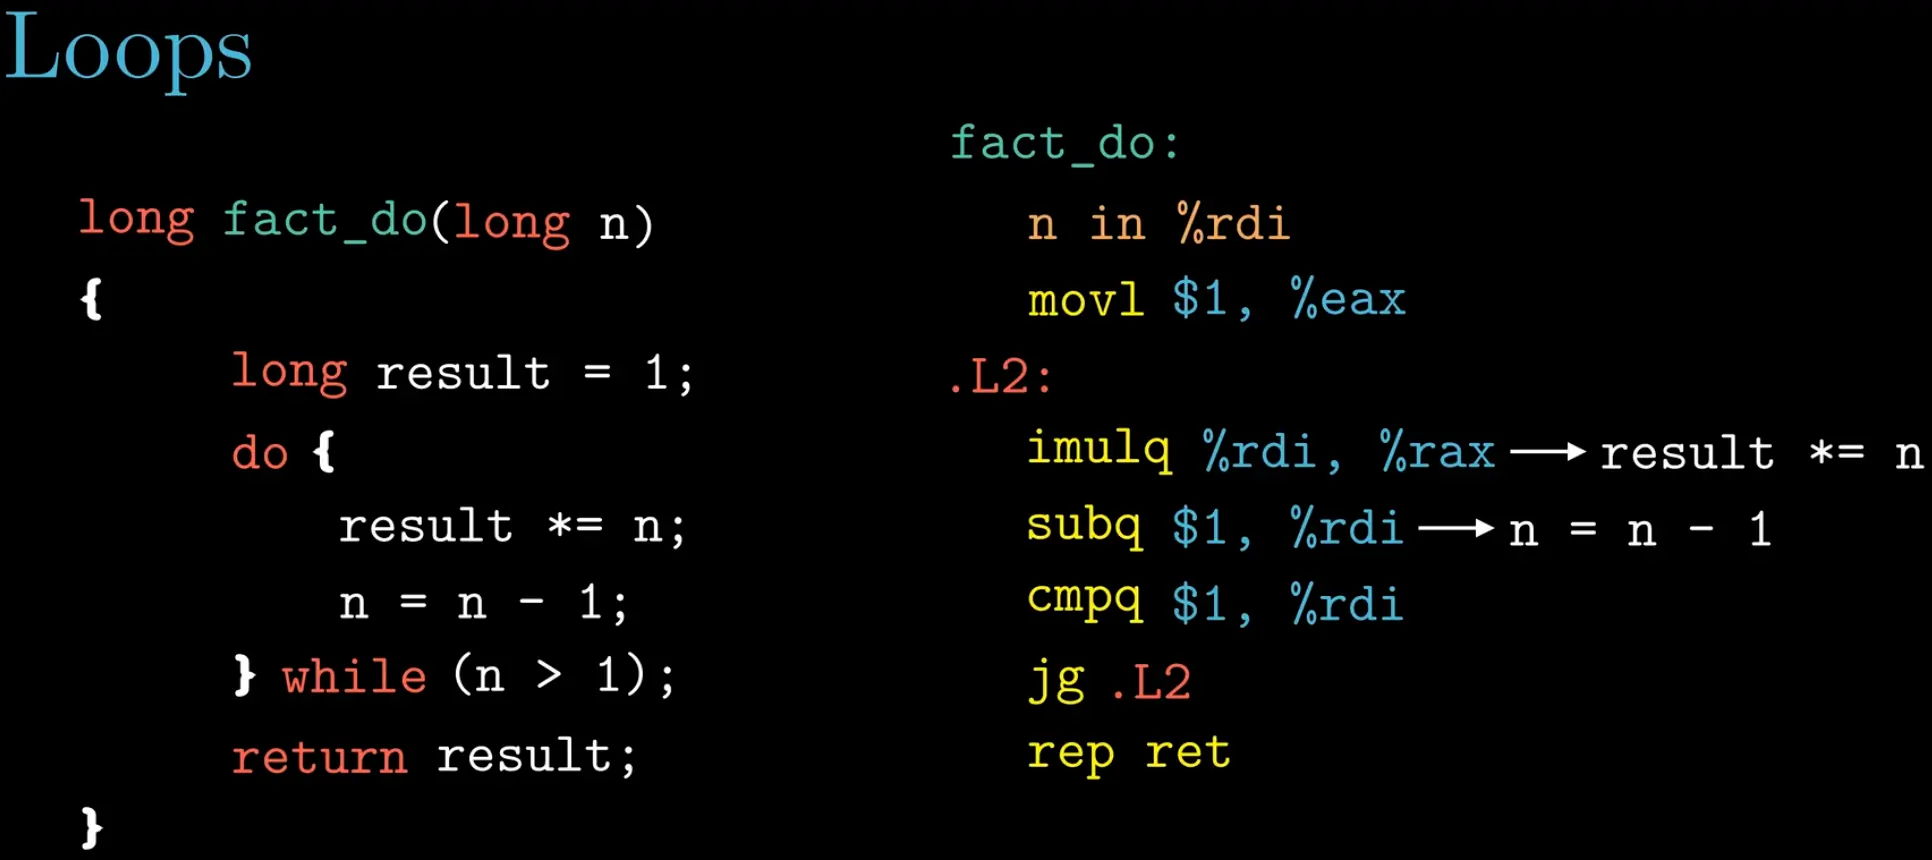 Loops
long fact_do(long n)
{
long result = 1;
do {
result *= n;
n = n - 1;
} while (n > 1);
return result;
}
fact_do:
n in %rdi
movl $1, %eax
.L2:
imulq %rdi, %rax → result *= n
subq $1, %rdi → n = n - 1
cmpq $1, %rdi
jg .L2
rep ret